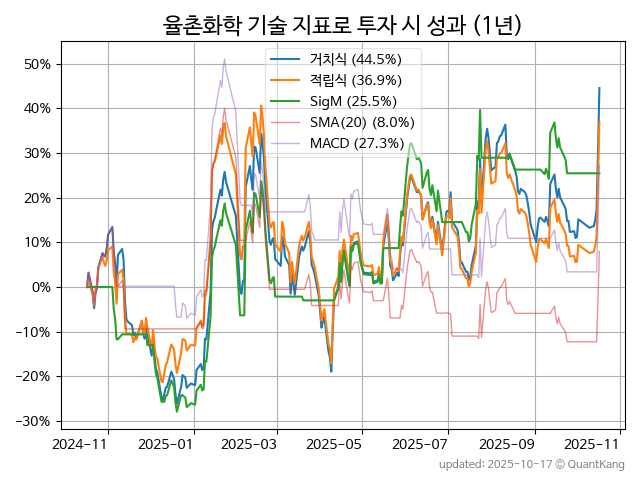 율촌화학 기술 지표로 투자 시 성과 (1년)
거치식 (44.5%)
적립식 (36.9%)
SigM (25.5%)
SMA(20) (8.0%)
MACD (27.3%)
50%
40%
30%
20%
10%
0%
−10%
−20%
−30%
2024-11 2025-01 2025-03 2025-05 2025-07 2025-09 2025-11
updated: 2025-10-17 © QuantKang